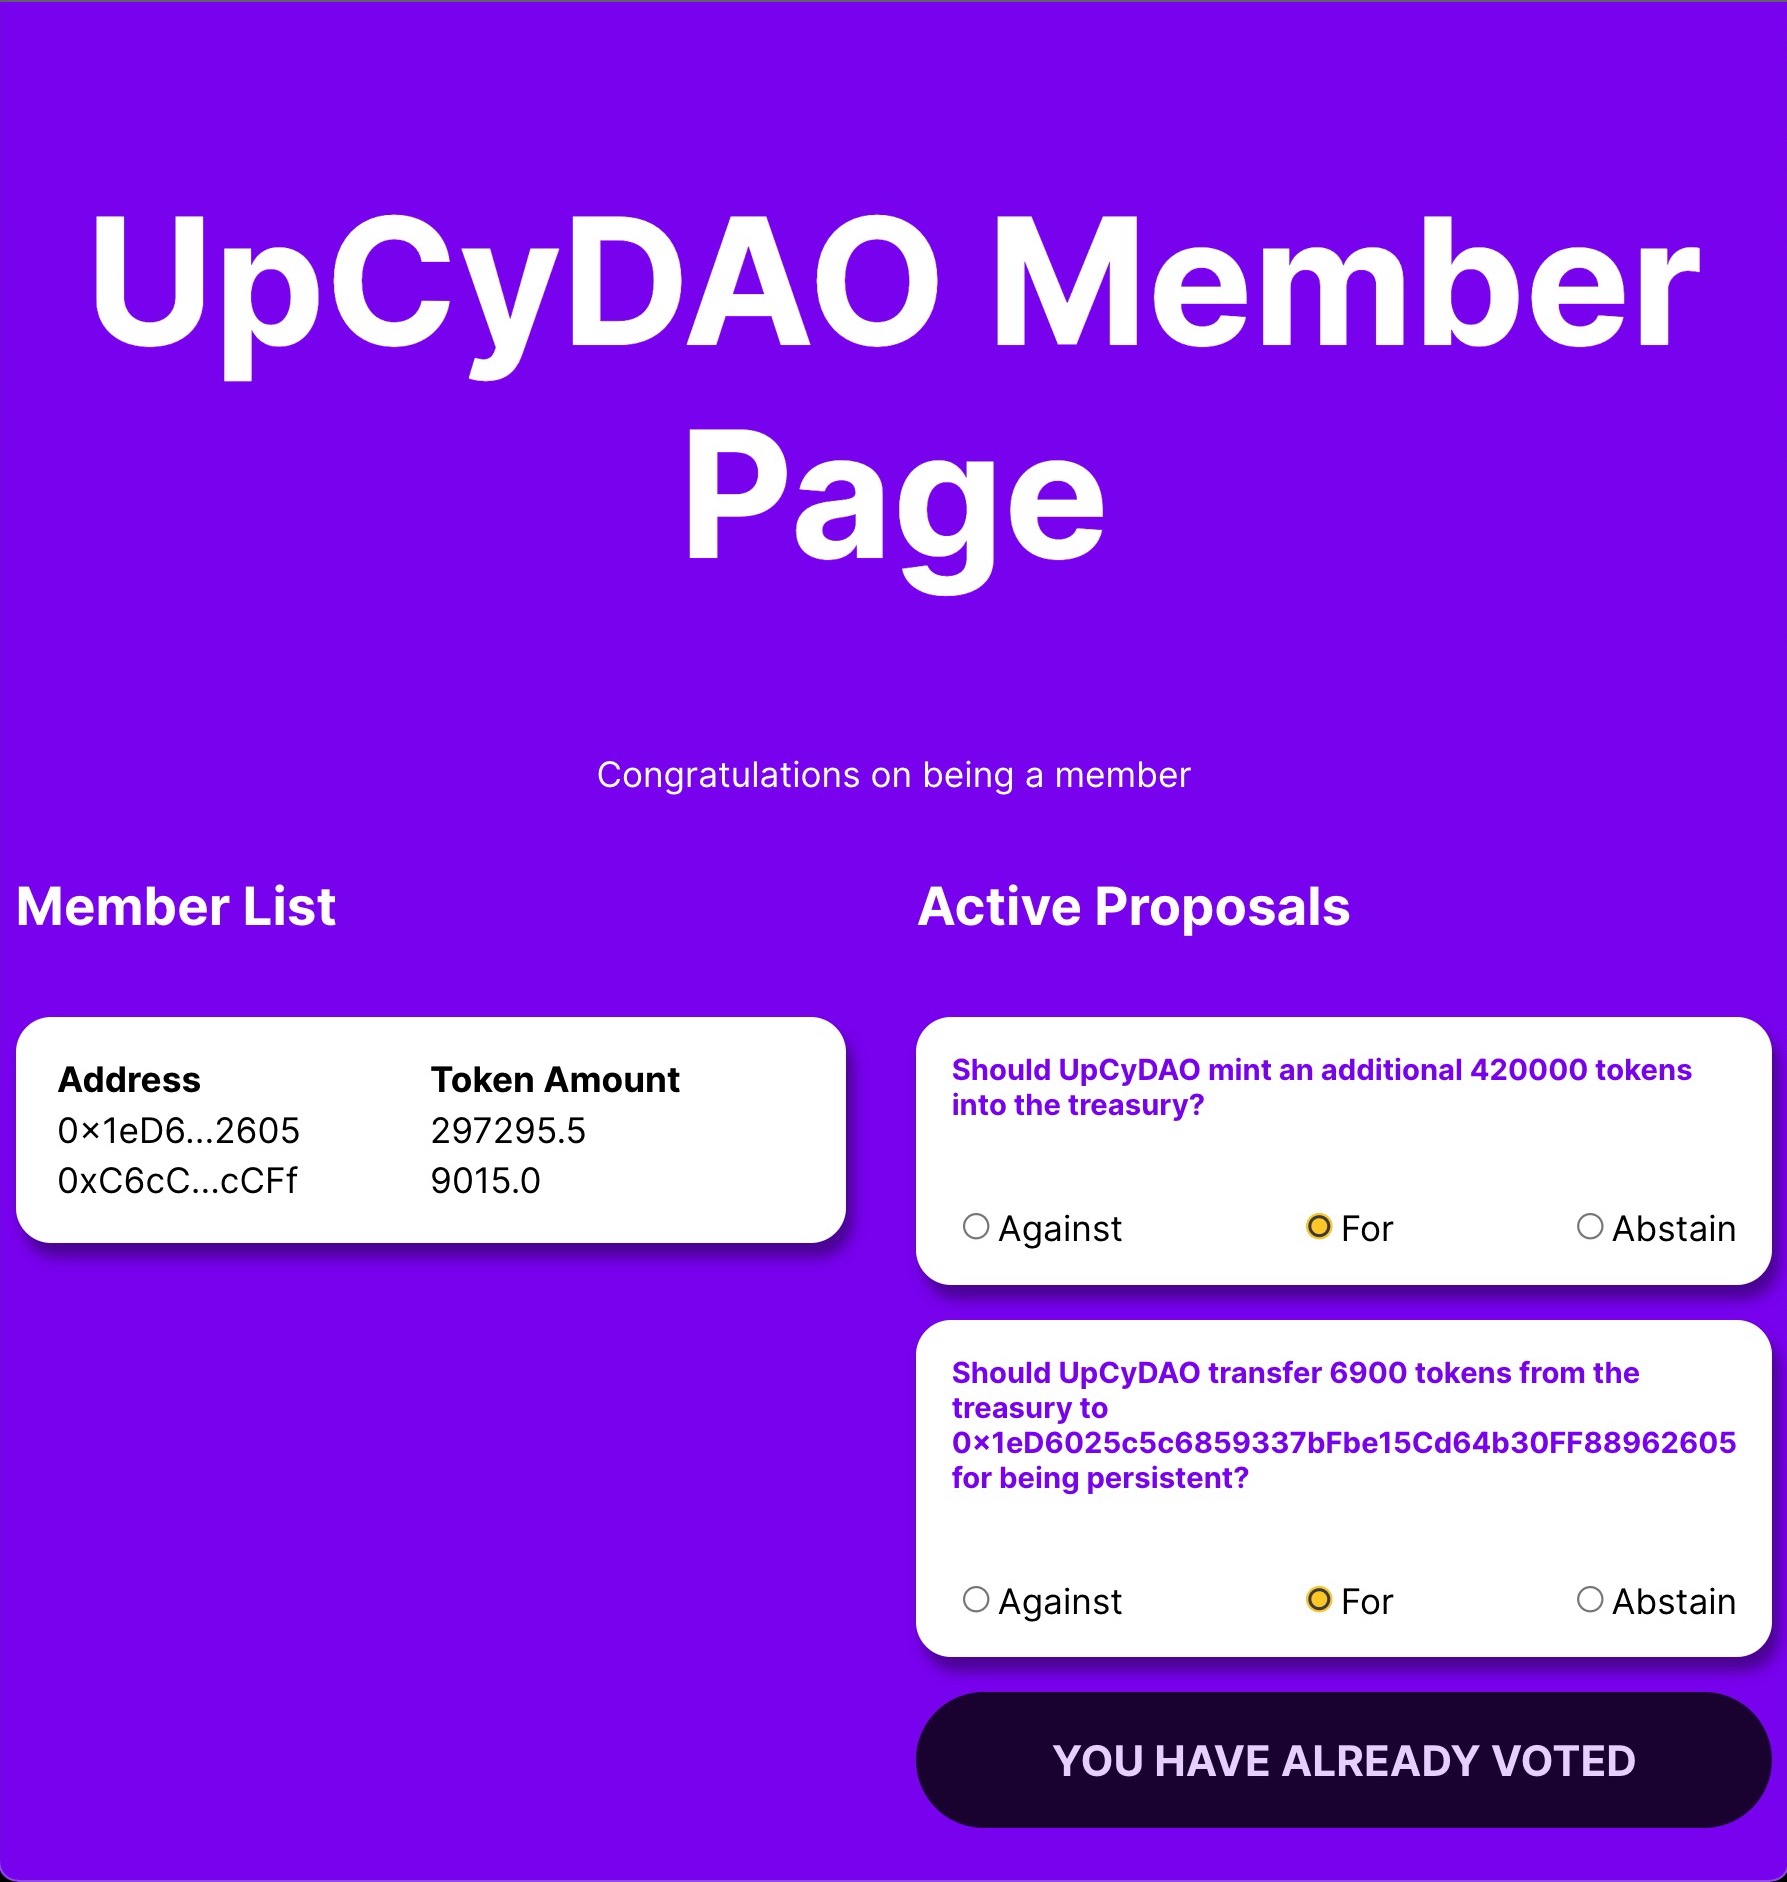 UpCyDAO Member
Page
Congratulations on being a member
Member List
Address Token Amount
0×1eD6...2605 297295.5
0xC6cC...cCFf 9015.0
Active Proposals
Should UpCyDAO mint an additional 420000 tokens
into the treasury?
Against For Abstain
Should UpCyDAO transfer 6900 tokens from the
treasury to
0×1eD6025c5c6859337bFbe15Cd64b30FF88962605
for being persistent?
Against For Abstain
YOU HAVE ALREADY VOTED